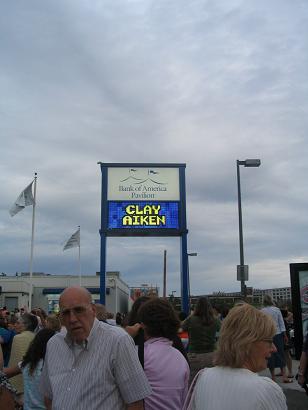 Bank of America
Pavilion
CLAY
AIKEN